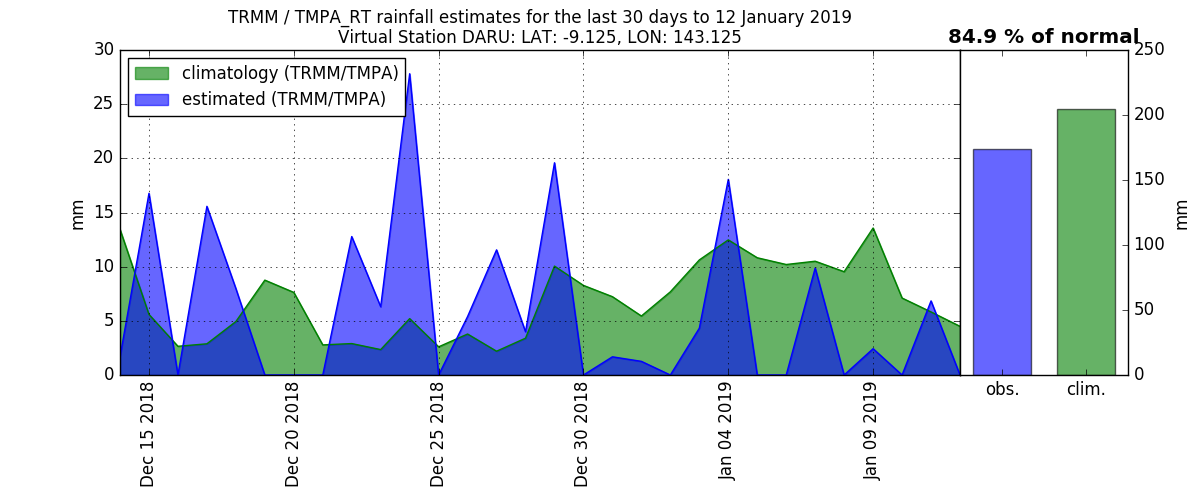 TRMM / TMPA_RT rainfall estimates for the last 30 days to 12 January 2019
Virtual Station DARU: LAT: -9.125, LON: 143.125
84.9 % of normal
climatology (TRMM/TMPA)
estimated (TRMM/TMPA)
mm
30
25
20
15
10
5
0
Dec 15 2018
Dec 20 2018
Dec 25 2018
Dec 30 2018
Jan 04 2019
Jan 09 2019
obs.
clim.
250
200
150
100
50
0
mm